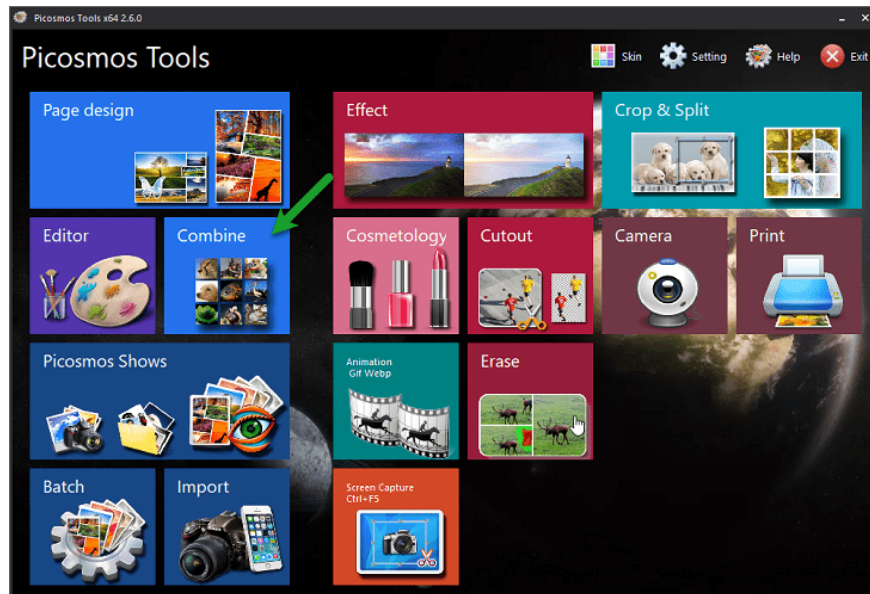 Picosmos Tools x64 2.6.0
Picosmos Tools
Skin
Setting
Help
Exit
Page design
Effect
Crop & Split
Editor
Combine
Cosmetology
Cutout
Camera
Print
Picosmos Shows
Animation
Gif Webp
Erase
Batch
Import
Screen Capture
Ctrl+F5